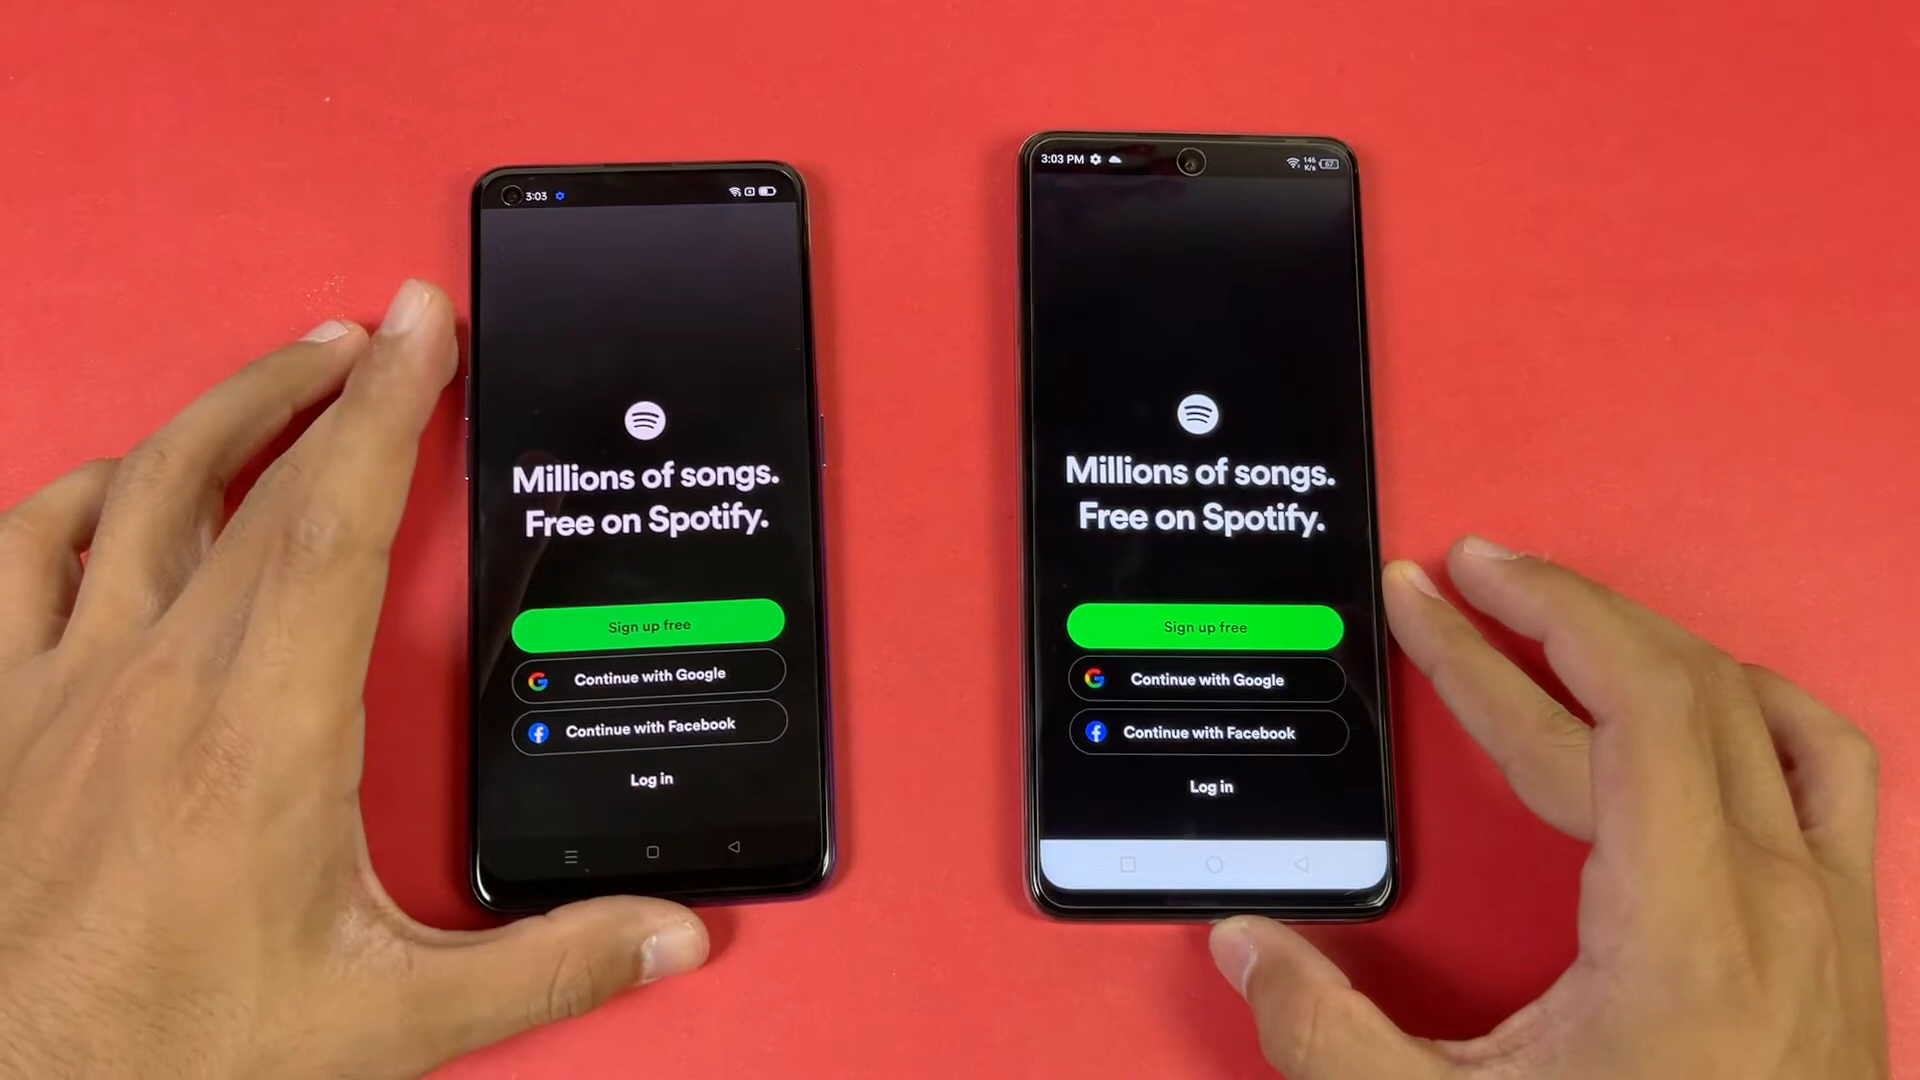 3:03
Millions of songs.
Free on Spotify.
Sign up free
Continue with Google
Continue with Facebook
Log in
3:03 PM
146
K/s
67
Millions of songs.
Free on Spotify.
Sign up free
Continue with Google
Continue with Facebook
Log in